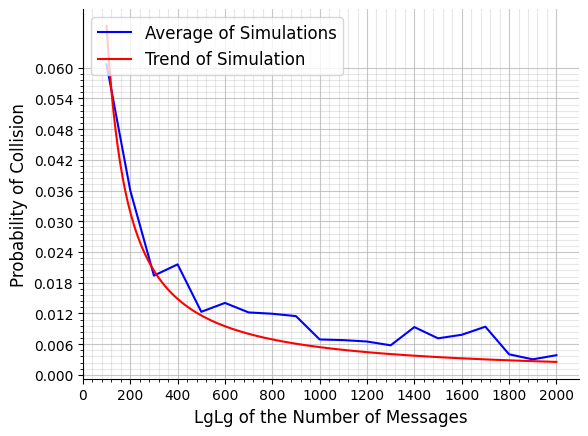 Average of Simulations
Trend of Simulation
Probability of Collision
0.060
0.054
0.048
0.042
0.036
0.030
0.024
0.018
0.012
0.006
0.000
0 200 400 600 800 1000 1200 1400 1600 1800 2000
LgLg of the Number of Messages